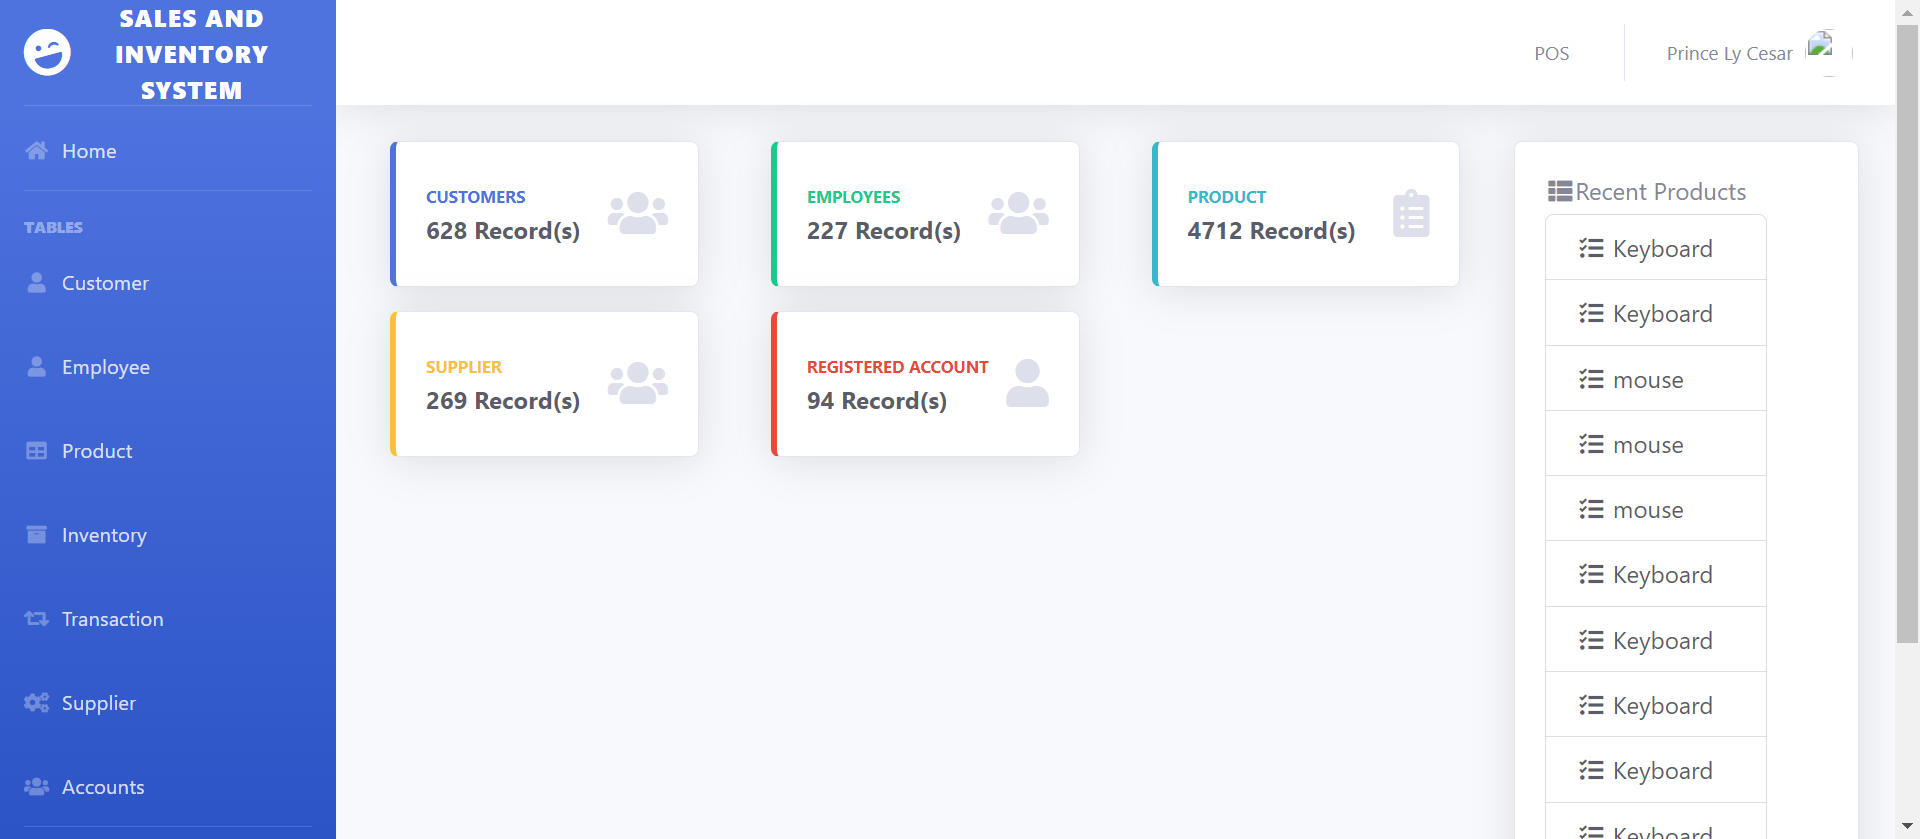 SALES AND
INVENTORY
SYSTEM
Home
TABLES
Customer
Employee
Product
Inventory
Transaction
Supplier
Accounts
POS
Prince Ly Cesar
CUSTOMERS
628 Record(s)
EMPLOYEES
227 Record(s)
PRODUCT
4712 Record(s)
SUPPLIER
269 Record(s)
REGISTERED ACCOUNT
94 Record(s)
Recent Products
Keyboard
Keyboard
mouse
mouse
mouse
Keyboard
Keyboard
Keyboard
Keyboard
Keyboard